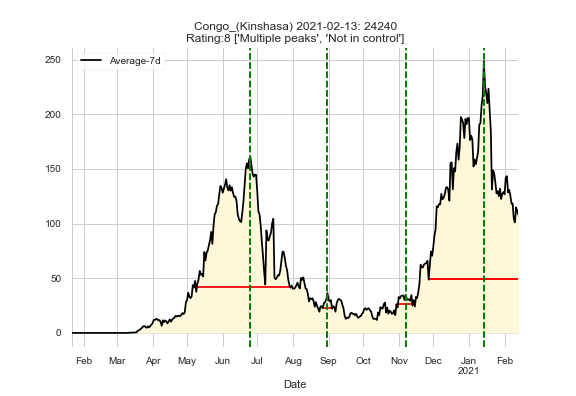 Congo_(Kinshasa) 2021-02-13: 24240
Rating:8 ['Multiple peaks', 'Not in control']
Average-7d
250
200
150
100
50
0
Feb Mar Apr May Jun Jul Aug Sep Oct Nov Dec Jan Feb
2021
Date